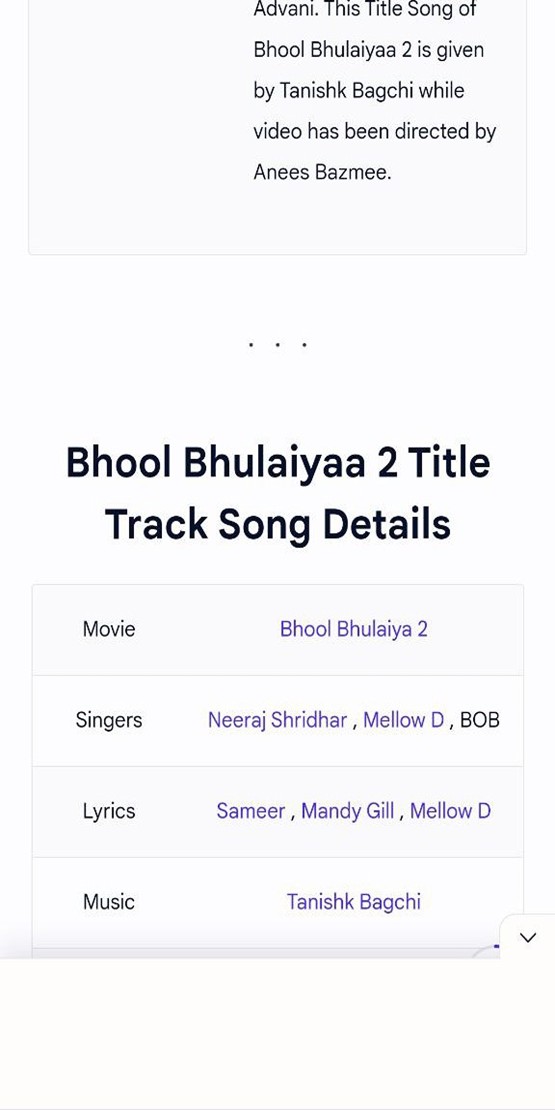 Advani. This Title Song of
Bhool Bhulaiyaa 2 is given
by Tanishk Bagchi while
video has been directed by
Anees Bazmee.
. . .
Bhool Bhulaiyaa 2 Title
Track Song Details
Movie Bhool Bhulaiya 2
Singers Neeraj Shridhar , Mellow D , BOB
Lyrics Sameer , Mandy Gill , Mellow D
Music Tanishk Bagchi